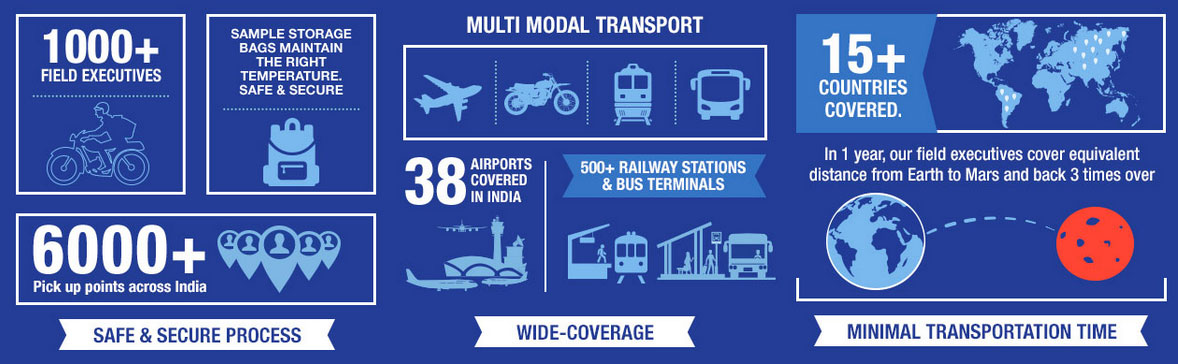 1000+
FIELD EXECUTIVES
SAMPLE STORAGE
BAGS MAINTAIN
THE RIGHT
TEMPERATURE.
SAFE & SECURE
6000+
Pick up points across India
SAFE & SECURE PROCESS
MULTI MODAL TRANSPORT
38
AIRPORTS
COVERED
IN INDIA
500+ RAILWAY STATIONS
& BUS TERMINALS
WIDE-COVERAGE
15+
COUNTRIES
COVERED.
In 1 year, our field executives cover equivalent
distance from Earth to Mars and back 3 times over
MINIMAL TRANSPORTATION TIME